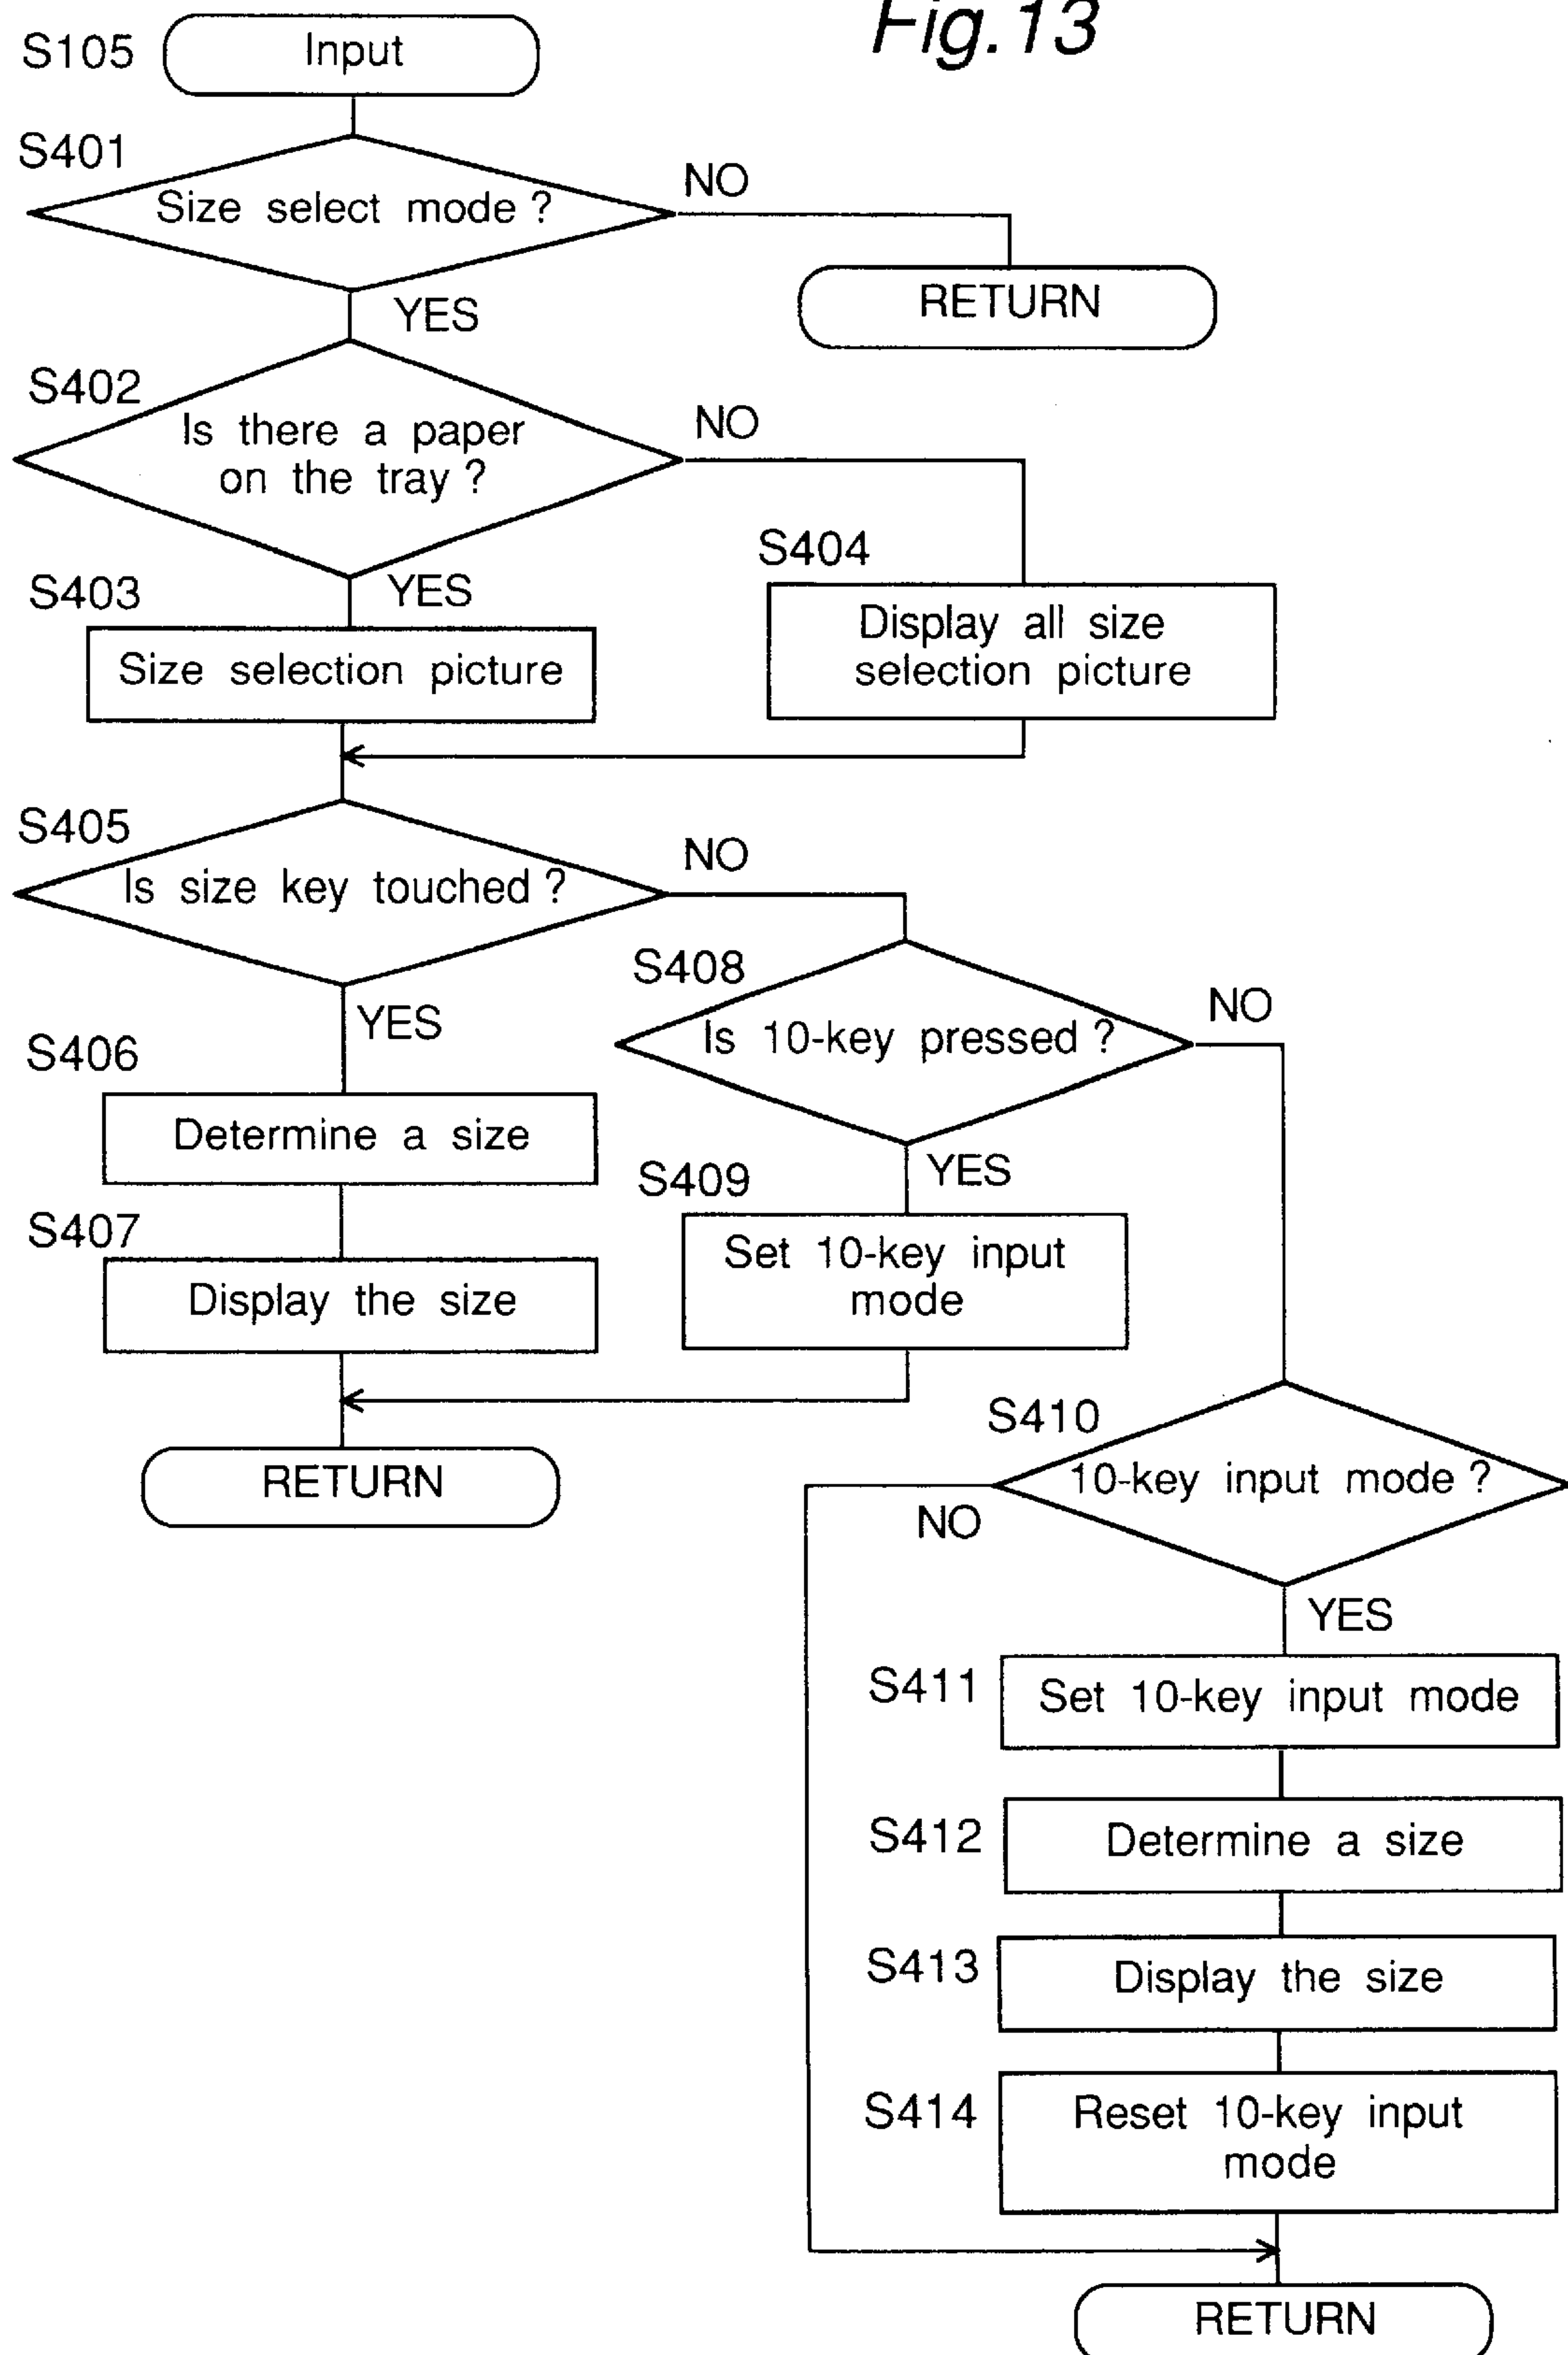 Fig.13
S105
Input
S401
Size select mode ?
NO
RETURN
YES
S402
Is there a paper
on the tray ?
NO
YES
S403
Size selection picture
S404
Display all size
selection picture
S405
Is size key touched ?
NO
YES
S408
Is 10-key pressed ?
NO
YES
S406
Determine a size
S409
Set 10-key input
mode
S407
Display the size
RETURN
S410
10-key input mode ?
NO
YES
S411
Set 10-key input mode
S412
Determine a size
S413
Display the size
S414
Reset 10-key input
mode
RETURN